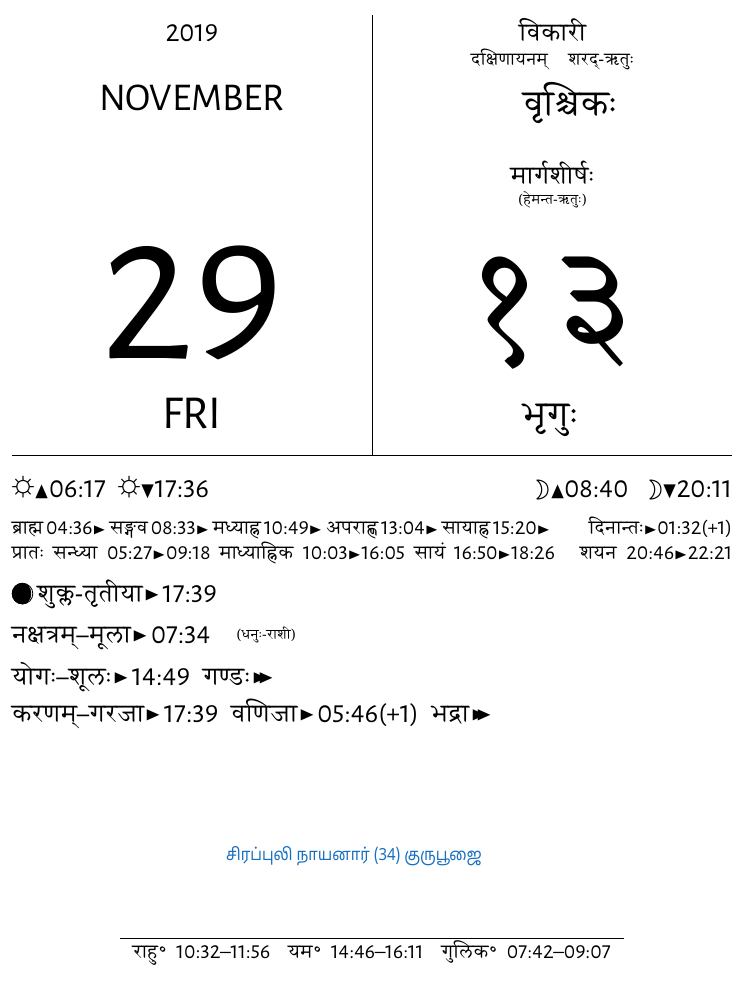 2019
NOVEMBER
29
FRI
विकारी
दक्षिणायनम् शरद्-ऋतुः
वृश्चिकः
मार्गशीर्षः
(हेमन्त-ऋतुः)
१३
भृगुः
☼▲06:17 ☼▼17:36 ☽▲08:40 ☽▼20:11
ब्राह्म 04:36► सङ्गव 08:33► मध्याह्न 10:49► अपराह्ण 13:04► सायाह्न 15:20► दिनान्तः►01:32(+1)
प्रातः सन्ध्या 05:27►09:18 माध्याह्निक 10:03►16:05 सायं 16:50►18:26 शयन 20:46►22:21
शुक्ल-तृतीया►17:39
नक्षत्रम्–मूला►07:34 (धनुः-राशी)
योगः–शूलः►14:49 गण्डः►►
करणम्–गरजा►17:39 वणिजा►05:46(+1) भद्रा►►
சிரப்புலி நாயனார் (34) குருபூஜை
राहु° 10:32–11:56 यम° 14:46–16:11 गुलिक° 07:42–09:07